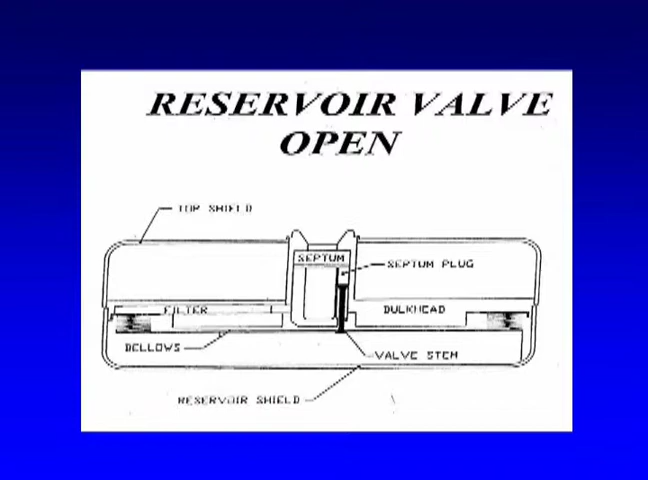 RESERVOIR VALVE
OPEN
TOP SHIELD
SEPTUM
SEPTUM PLUG
FILTER
BULKHEAD
BELLOWS
VALVE STEM
RESERVOIR SHIELD